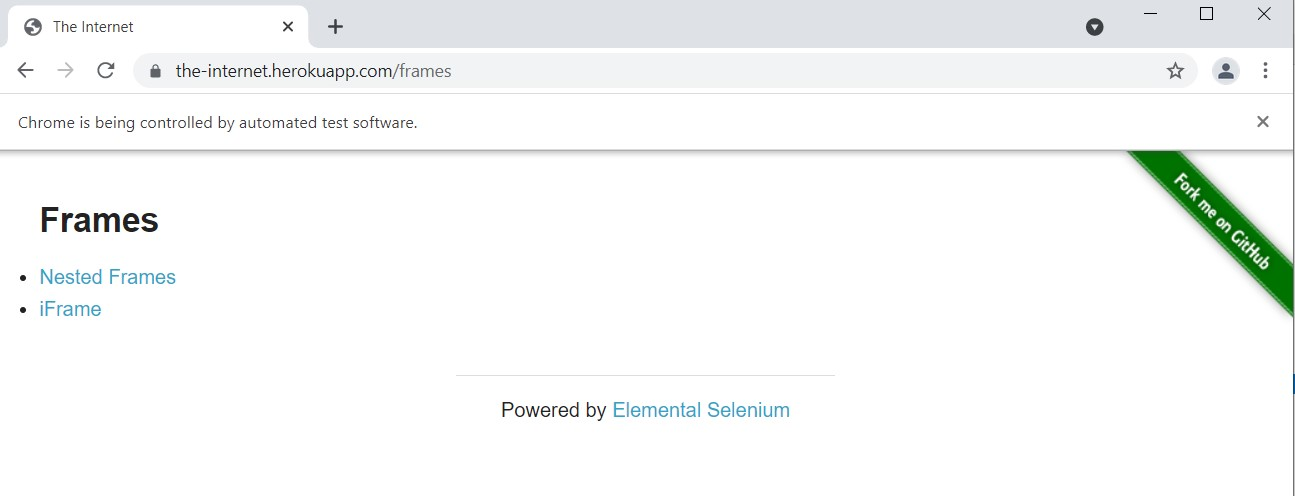 The Internet
the-internet.herokuapp.com/frames
Chrome is being controlled by automated test software.
Fork me on GitHub
Frames
Nested Frames
iFrame
Powered by Elemental Selenium